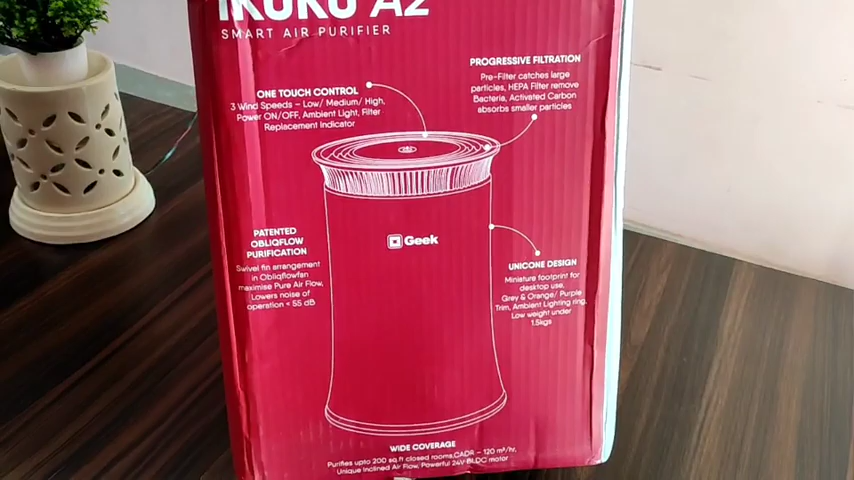 IKUKU A2
SMART AIR PURIFIER
ONE TOUCH CONTROL
3 Wind Speeds – Low/ Medium/ High,
Power ON/OFF, Ambient Light, Filter
Replacement Indicator
PROGRESSIVE FILTRATION
Pre-Filter catches large
particles, HEPA Filter remove
Bacteria, Activated Carbon
absorbs smaller particles
Geek
PATENTED
OBLIQFLOW
PURIFICATION
Swivel fin arrangement
in Obliqflowfan
maximise Pure Air Flow,
Lowers noise of
operation < 55 dB
UNICONE DESIGN
Miniature footprint for
desktop use,
Grey & Orange/ Purple
Trim, Ambient Lighting ring,
Low weight under
1.5kgs
WIDE COVERAGE
Purifies upto 200 sq.ft closed rooms,CADR – 120 m³/hr,
Unique Inclined Air Flow, Powerful 24V BLDC motor